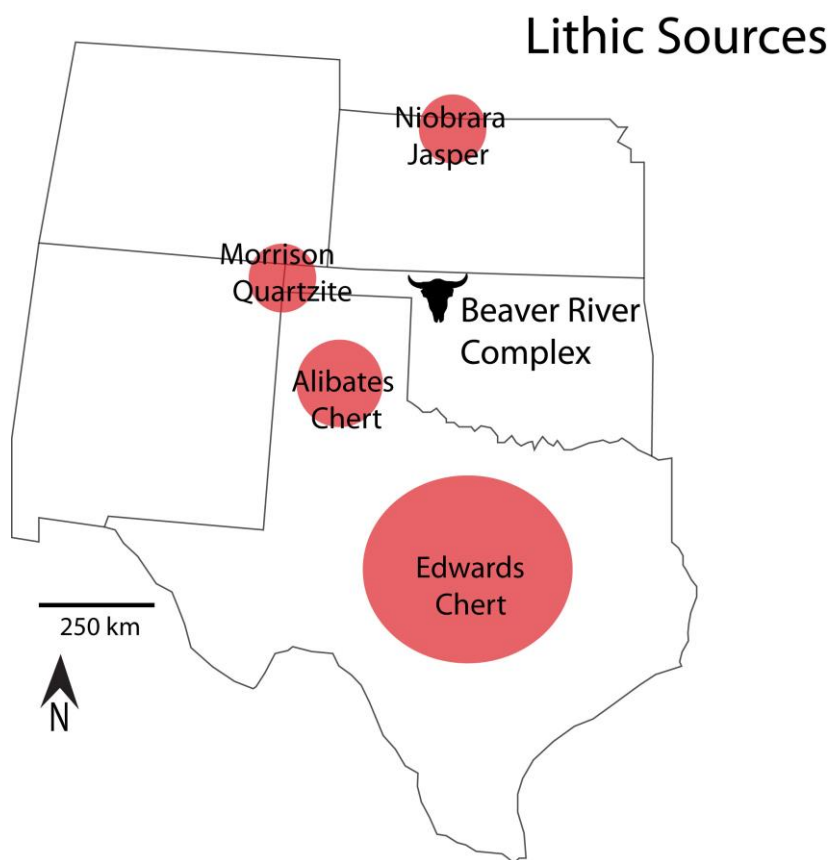 Lithic Sources
Niobrara
Jasper
Morrison
Quartzite
Beaver River
Complex
Alibates
Chert
Edwards
Chert
250 km
N